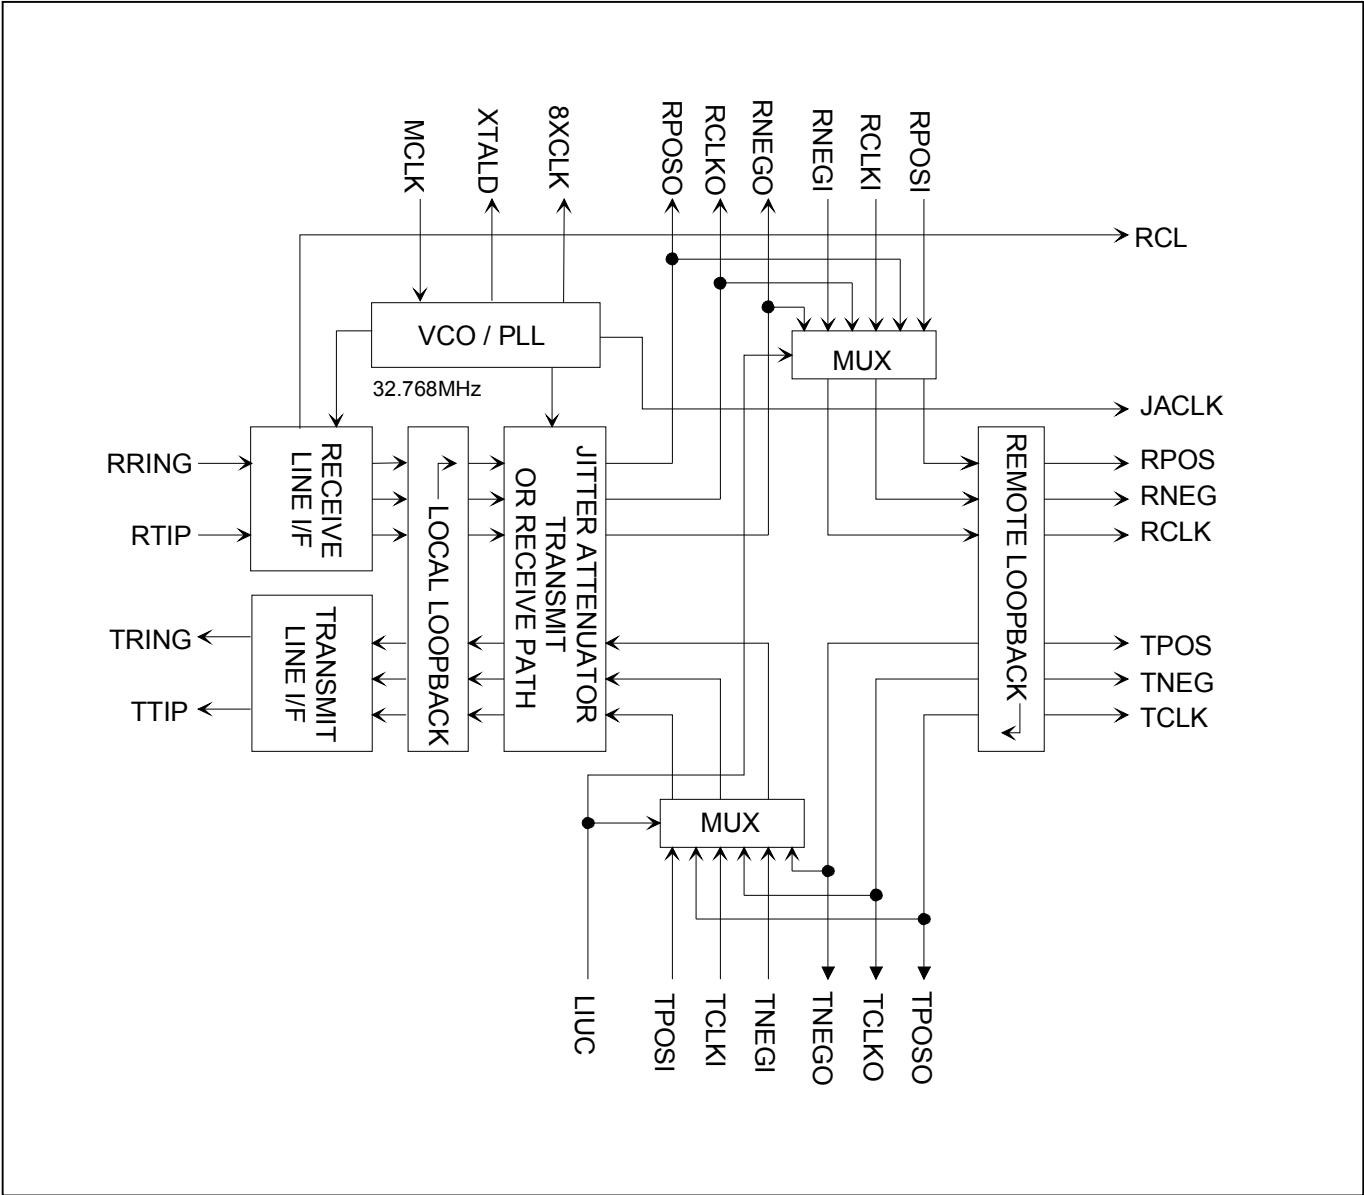 MCLK
XTALD
8XCLK
RPOSO
RCLKO
RNEGO
RNEGI
RCLKI
RPOSI
RCL
VCO / PLL
MUX
32.768MHz
JACLK
RRING
RTIP
RECEIVE
LINE I/F
LOCAL LOOPBACK
JITTER ATTENUATOR
TRANSMIT
OR RECEIVE PATH
REMOTE LOOPBACK
RPOS
RNEG
RCLK
TRING
TTIP
TRANSMIT
LINE I/F
TPOS
TNEG
TCLK
MUX
LIUC
TPOSI
TCLKI
TNEGI
TNEGO
TCLKO
TPOSO